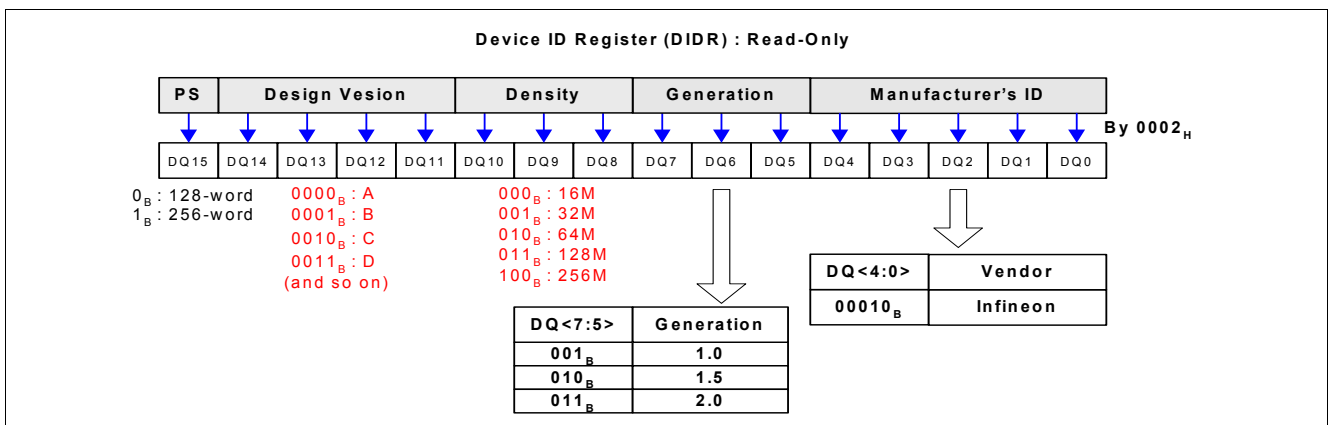 Device ID Register (DIDR) : Read-Only
PS Design Vesion Density Generation Manufacturer's ID
By 0002H
DQ15 DQ14 DQ13 DQ12 DQ11 DQ10 DQ9 DQ8 DQ7 DQ6 DQ5 DQ4 DQ3 DQ2 DQ1 DQ0
0B : 128-word
1B : 256-word
0000B : A
0001B : B
0010B : C
0011B : D
(and so on)
000B : 16M
001B : 32M
010B : 64M
011B : 128M
100B : 256M
DQ<7:5> Generation
001B 1.0
010B 1.5
011B 2.0
DQ<4:0> Vendor
00010B Infineon